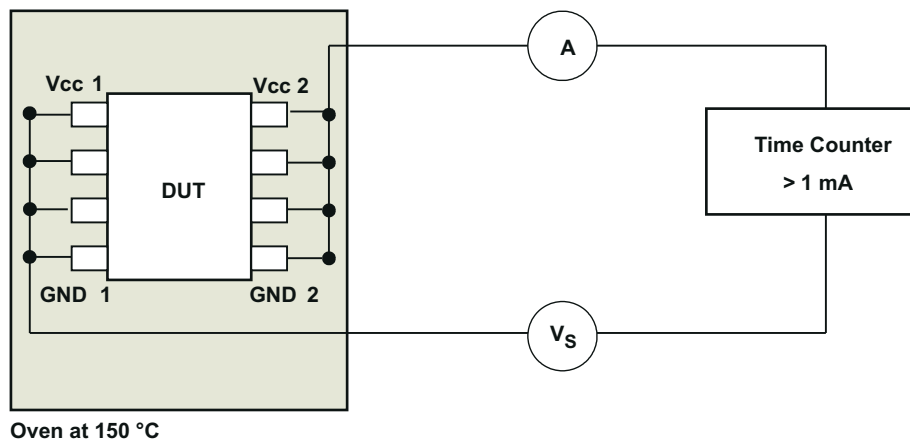 A
Vcc 1
Vcc 2
Time Counter
> 1 mA
DUT
GND 1
GND 2
VS
Oven at 150 °C